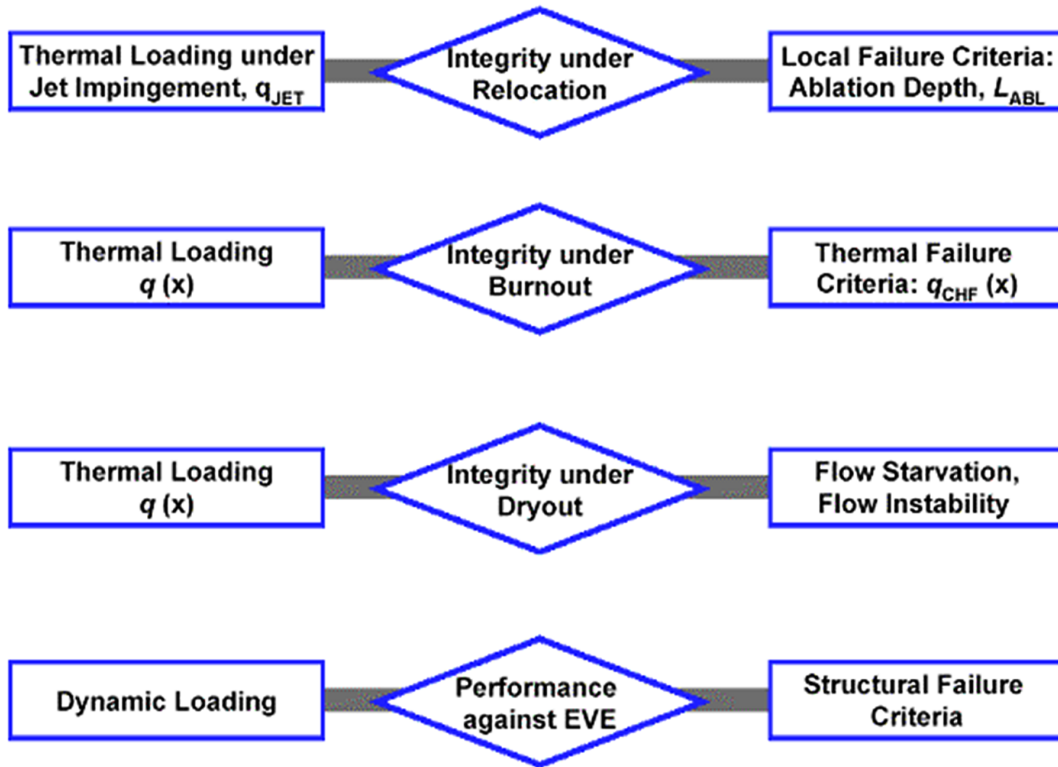 Thermal Loading under
Jet Impingement, qJET
Integrity under
Relocation
Local Failure Criteria:
Ablation Depth, LABL
Thermal Loading
q (x)
Integrity under
Burnout
Thermal Failure
Criteria: qCHF (x)
Thermal Loading
q (x)
Integrity under
Dryout
Flow Starvation,
Flow Instability
Dynamic Loading
Performance
against EVE
Structural Failure
Criteria